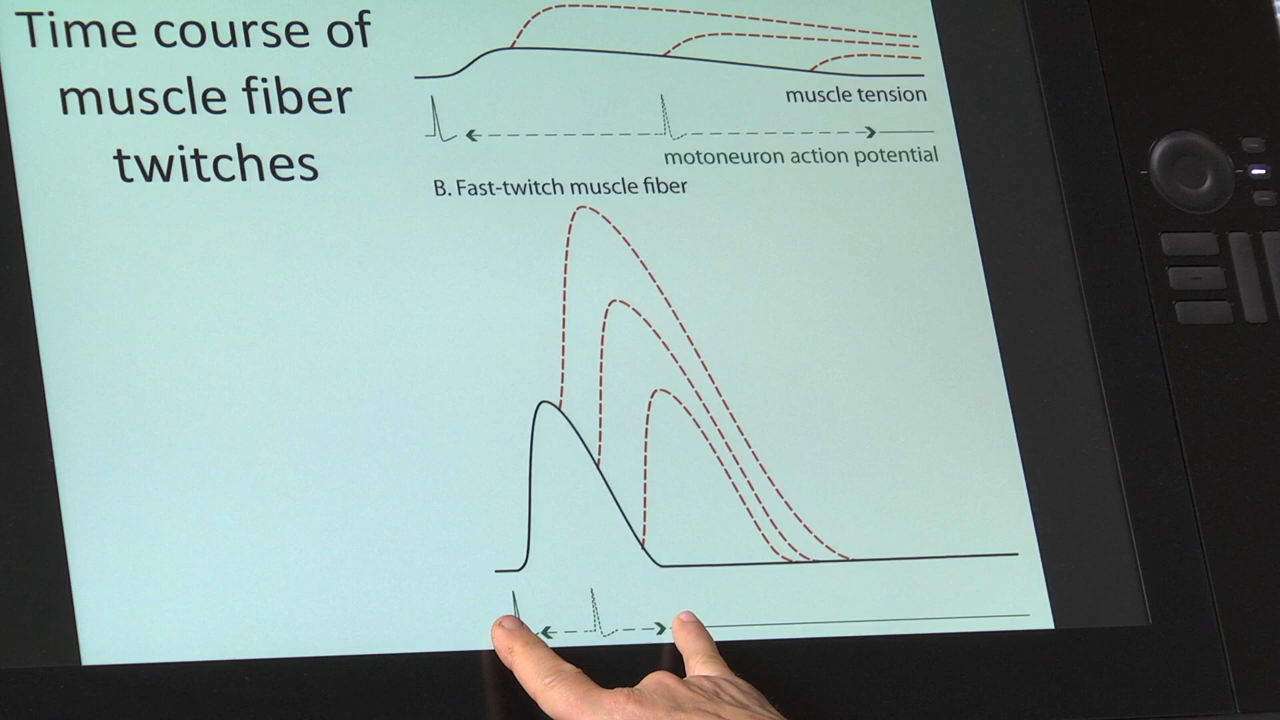 Time course of
muscle fiber
twitches
muscle tension
motoneuron action potential
B. Fast-twitch muscle fiber